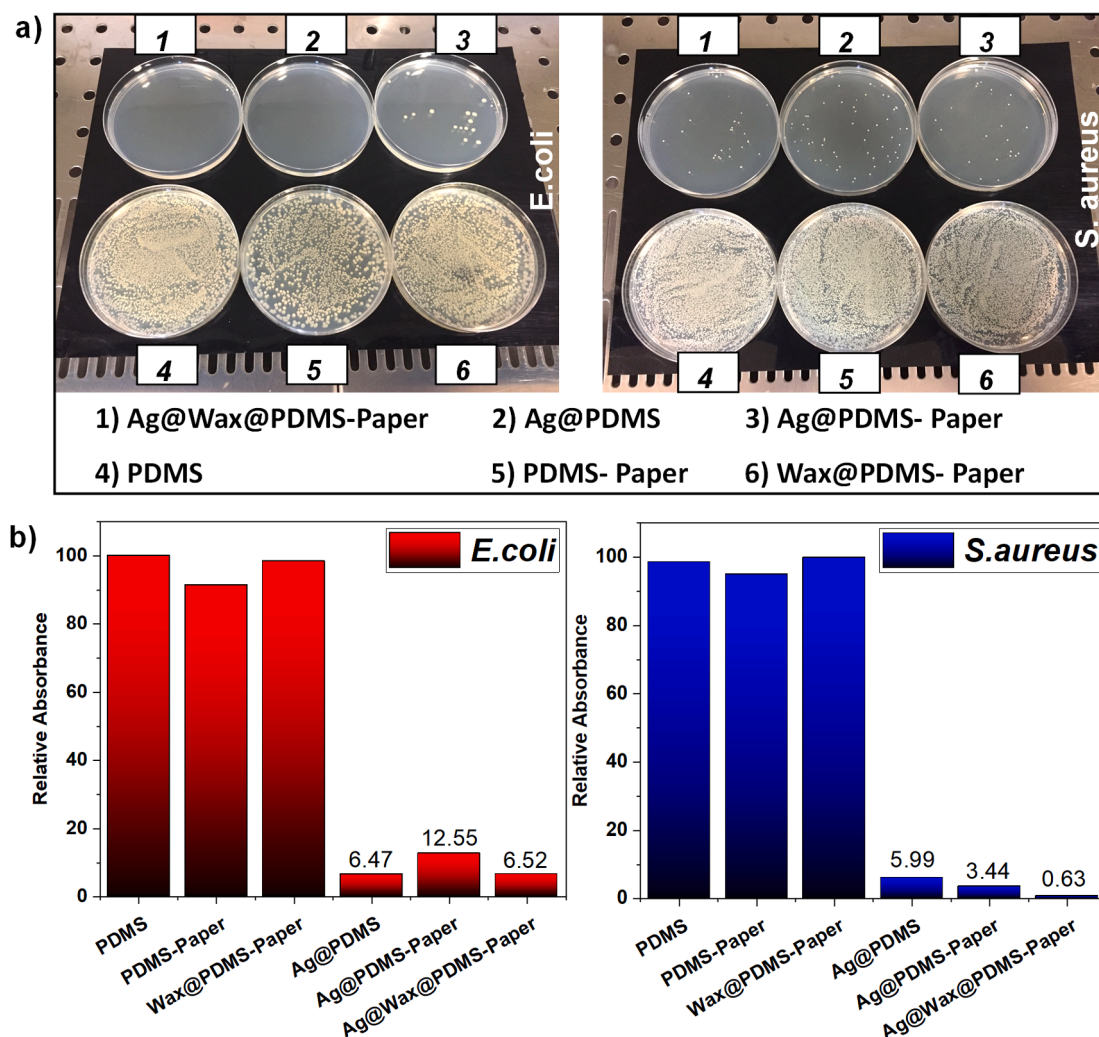 a)
1 2 3
E.coli
4 5 6
1 2 3
S. aureus
4 5 6
1) Ag@Wax@PDMS-Paper 2) Ag@PDMS 3) Ag@PDMS- Paper
4) PDMS 5) PDMS- Paper 6) Wax@PDMS- Paper
b)
E.coli
Relative Absorbance
100
80
60
40
20
0
6.47
12.55
6.52
PDMS
PDMS-Paper
Wax@PDMS-Paper
Ag@PDMS
Ag@PDMS-Paper
Ag@Wax@PDMS-Paper
S.aureus
Relative Absorbance
100
80
60
40
20
0
5.99
3.44
0.63
PDMS
PDMS-Paper
Wax@PDMS-Paper
Ag@PDMS
Ag@PDMS-Paper
Ag@Wax@PDMS-Paper